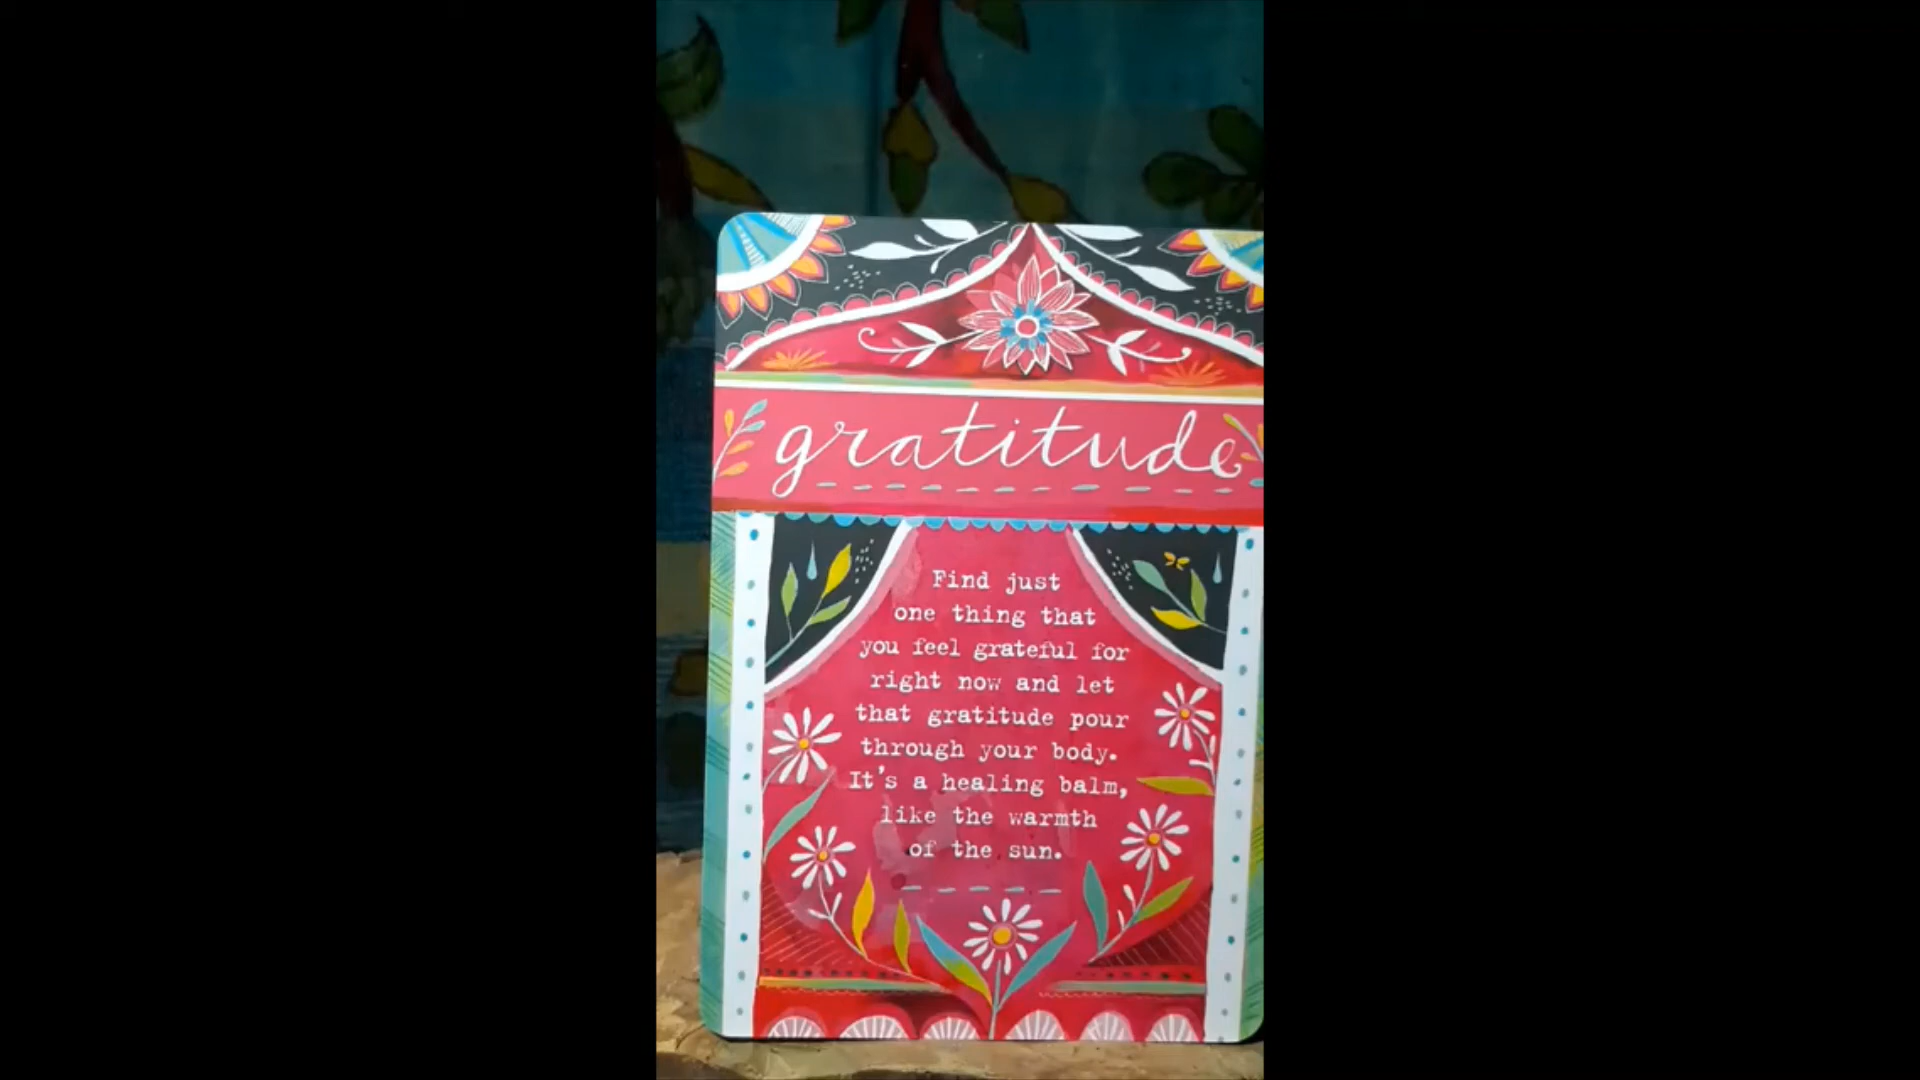 gratitude
Find just
one thing that
you feel grateful for
right now and let
that gratitude pour
through your body.
It's a healing balm,
like the warmth
of the sun.